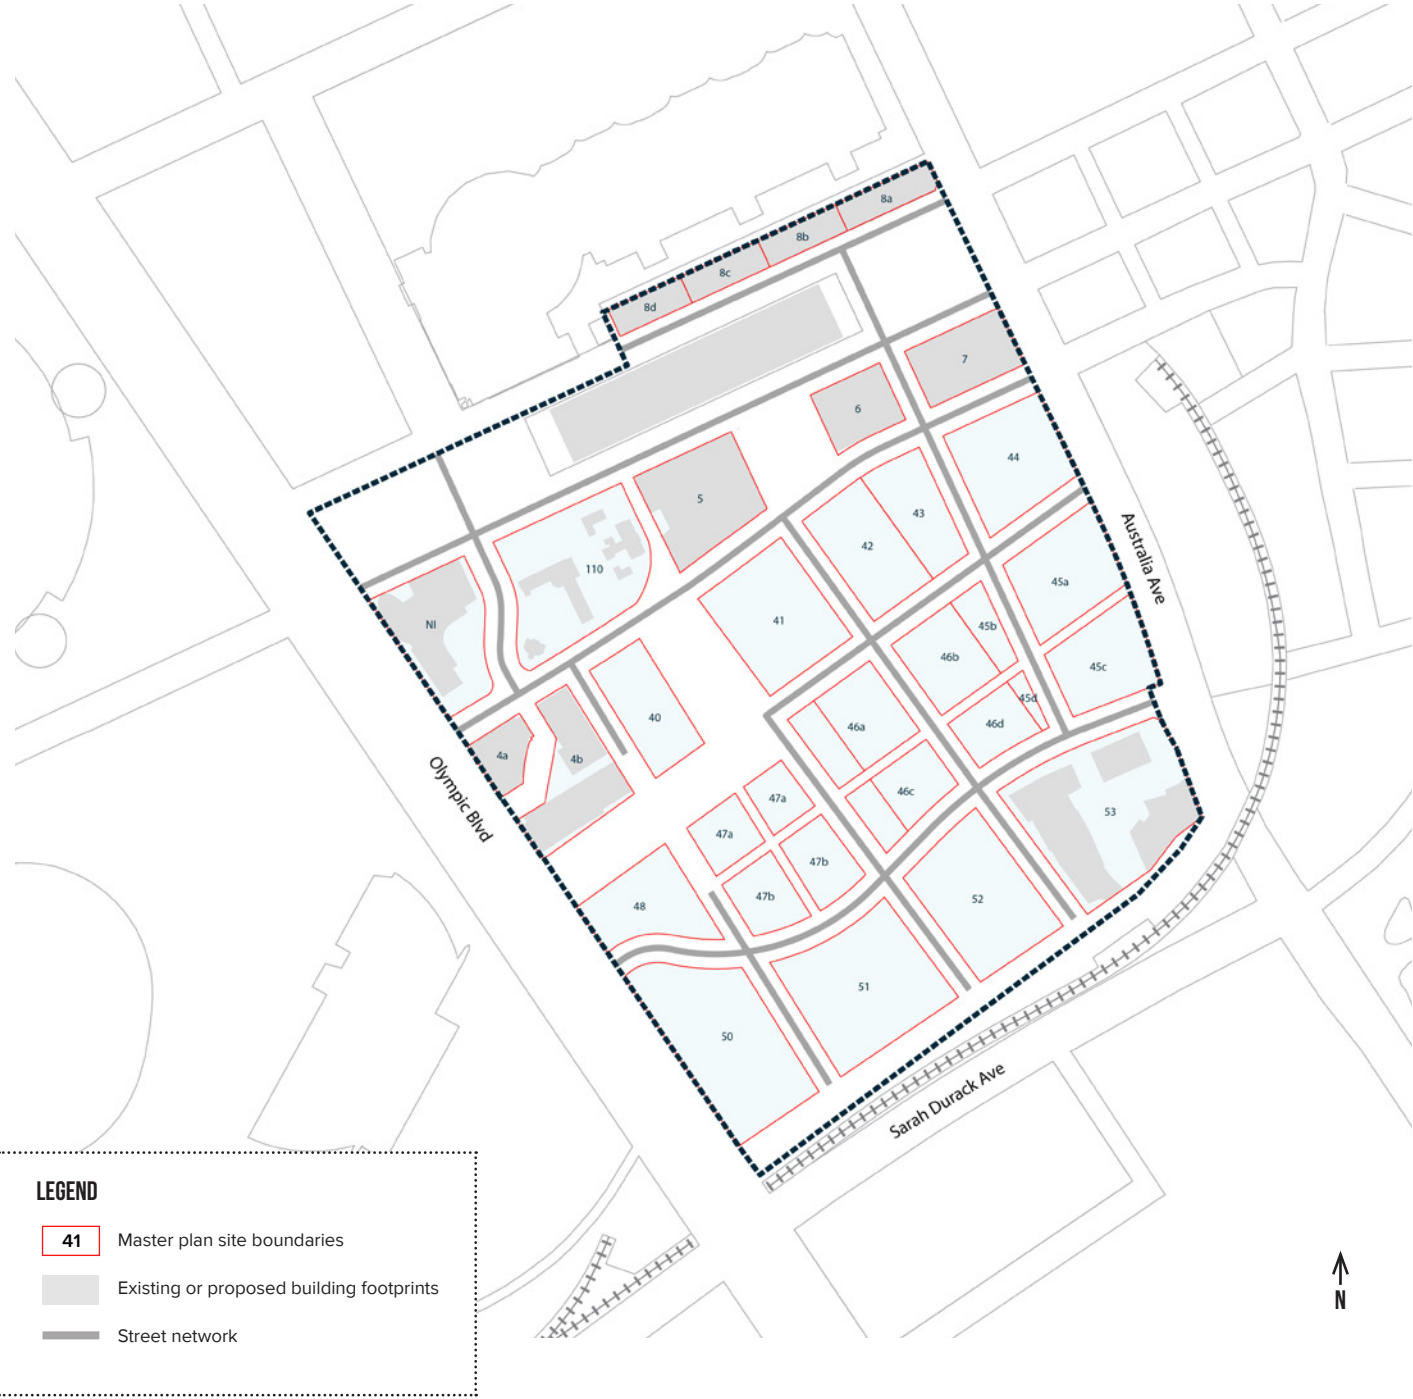 8a
8b
8c
8d
7
6
44
5
43
42
110
Australia Ave
45a
NI
41
45b
46b
45c
40
45d
46d
46a
4a
4b
Olympic Blvd
46c
47a
53
47a
47b
47b
52
48
51
50
Sarah Durack Ave
LEGEND
41 Master plan site boundaries
Existing or proposed building footprints
Street network
N